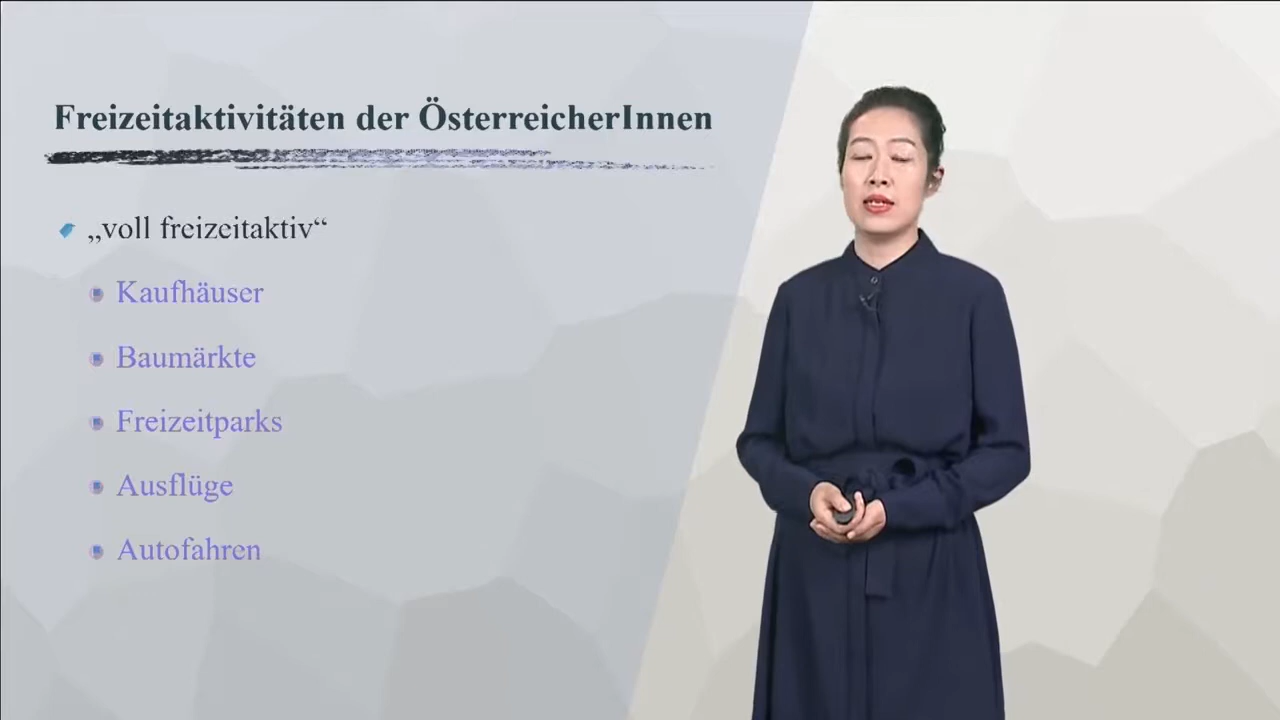 Freizeitaktivitäten der ÖsterreicherInnen
„voll freizeitaktiv“
Kaufhäuser
Baumärkte
Freizeitparks
Ausflüge
Autofahren